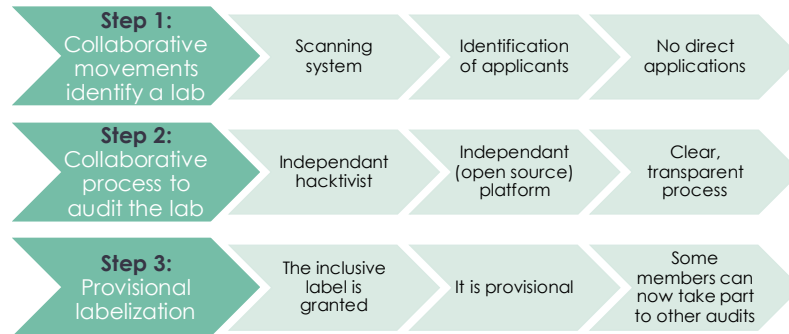 Step 1:
Collaborative
movements
identify a lab
Scanning
system
Identification
of applicants
No direct
applications
Step 2:
Collaborative
process to
audit the lab
Independant
hacktivist
Independant
(open source)
platform
Clear,
transparent
process
Step 3:
Provisional
labelization
The inclusive
label is
granted
It is provisional
Some
members can
now take part
to other audits